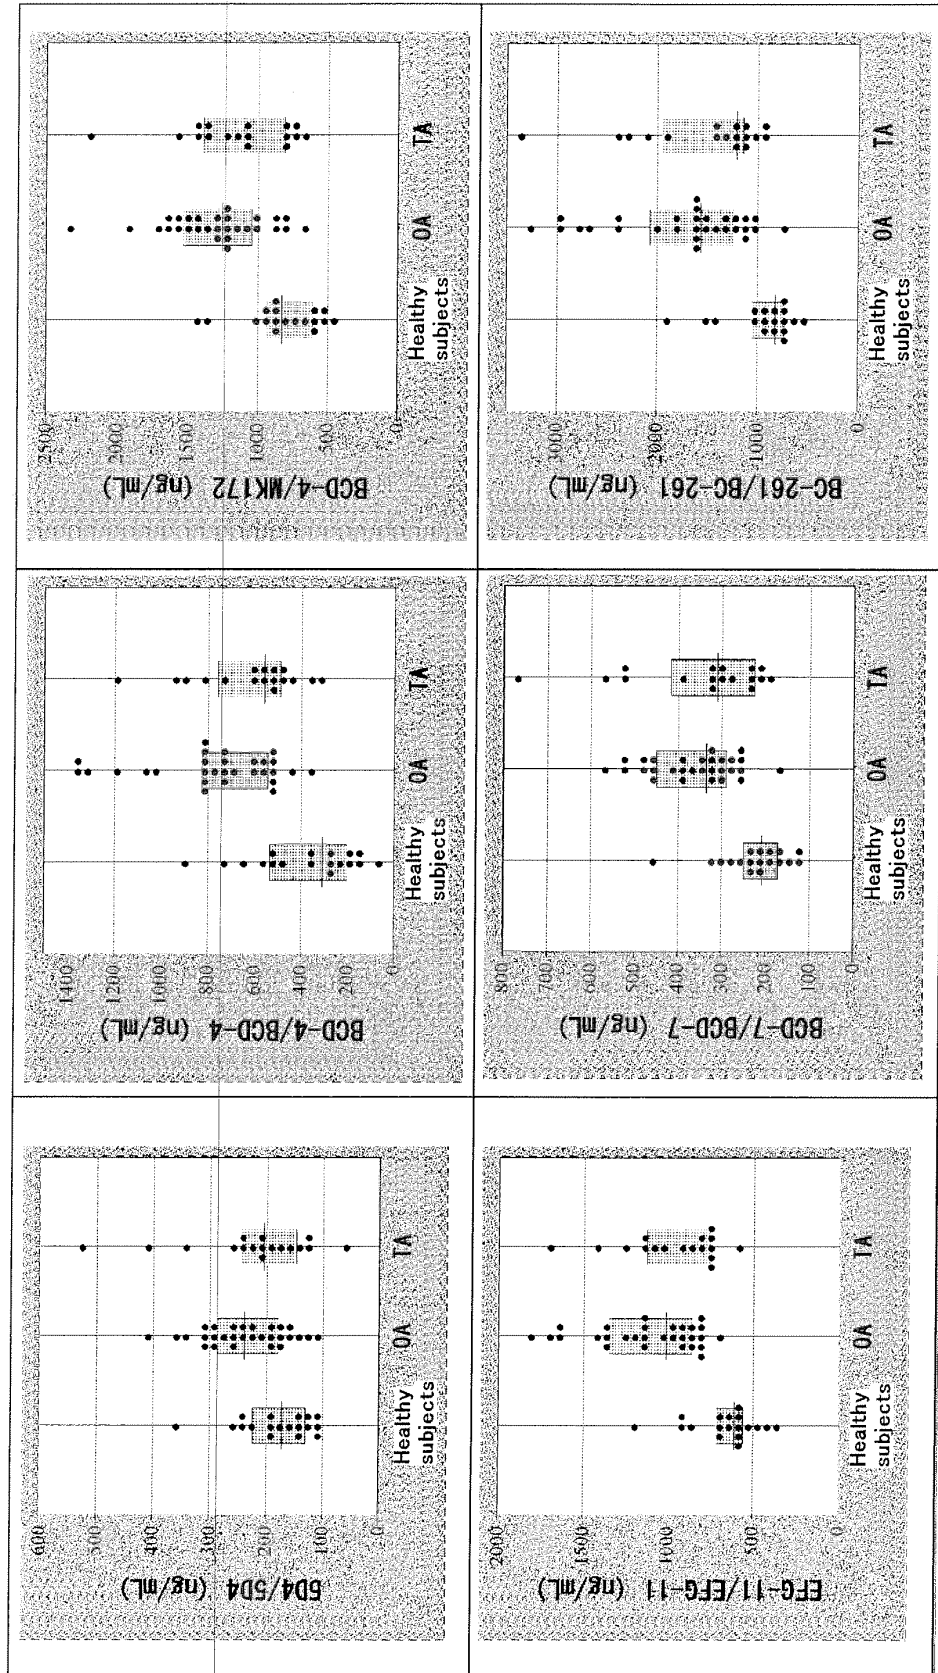 600
500
400
300
200
100
0
5D4/5D4 (ng/mL)
Healthy
subjects
OA
TA
1400
1200
1000
800
600
400
200
0
BCD-4/BCD-4 (ng/mL)
Healthy
subjects
OA
TA
2500
2000
1500
1000
500
0
BCD-4/MK172 (ng/mL)
Healthy
subjects
OA
TA
2000
1500
1000
500
0
EFG-11/EFG-11 (ng/mL)
Healthy
subjects
OA
TA
800
700
600
500
400
300
200
100
0
BCD-7/BCD-7 (ng/mL)
Healthy
subjects
OA
TA
3000
2000
1000
0
BC-261/BC-261 (ng/mL)
Healthy
subjects
OA
TA